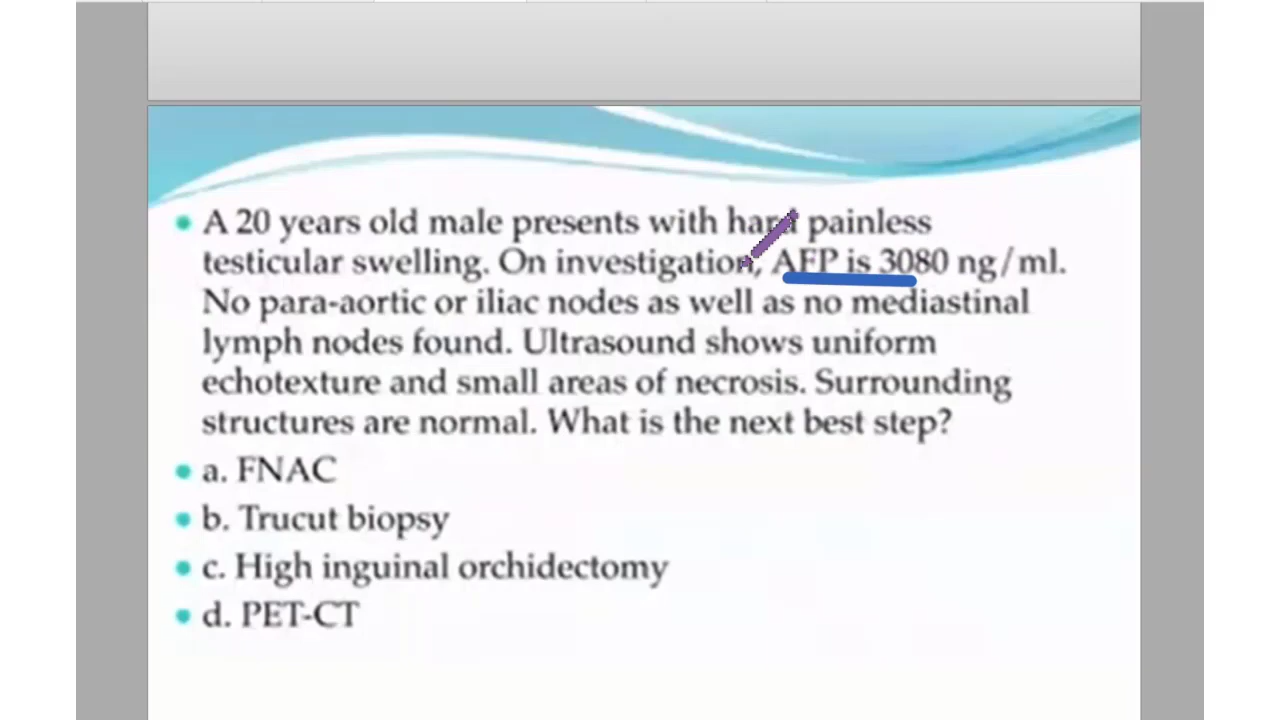 A 20 years old male presents with hard painless
testicular swelling. On investigation, AFP is 3080 ng/ml.
No para-aortic or iliac nodes as well as no mediastinal
lymph nodes found. Ultrasound shows uniform
echotexture and small areas of necrosis. Surrounding
structures are normal. What is the next best step?
a. FNAC
b. Trucut biopsy
c. High inguinal orchidectomy
d. PET-CT